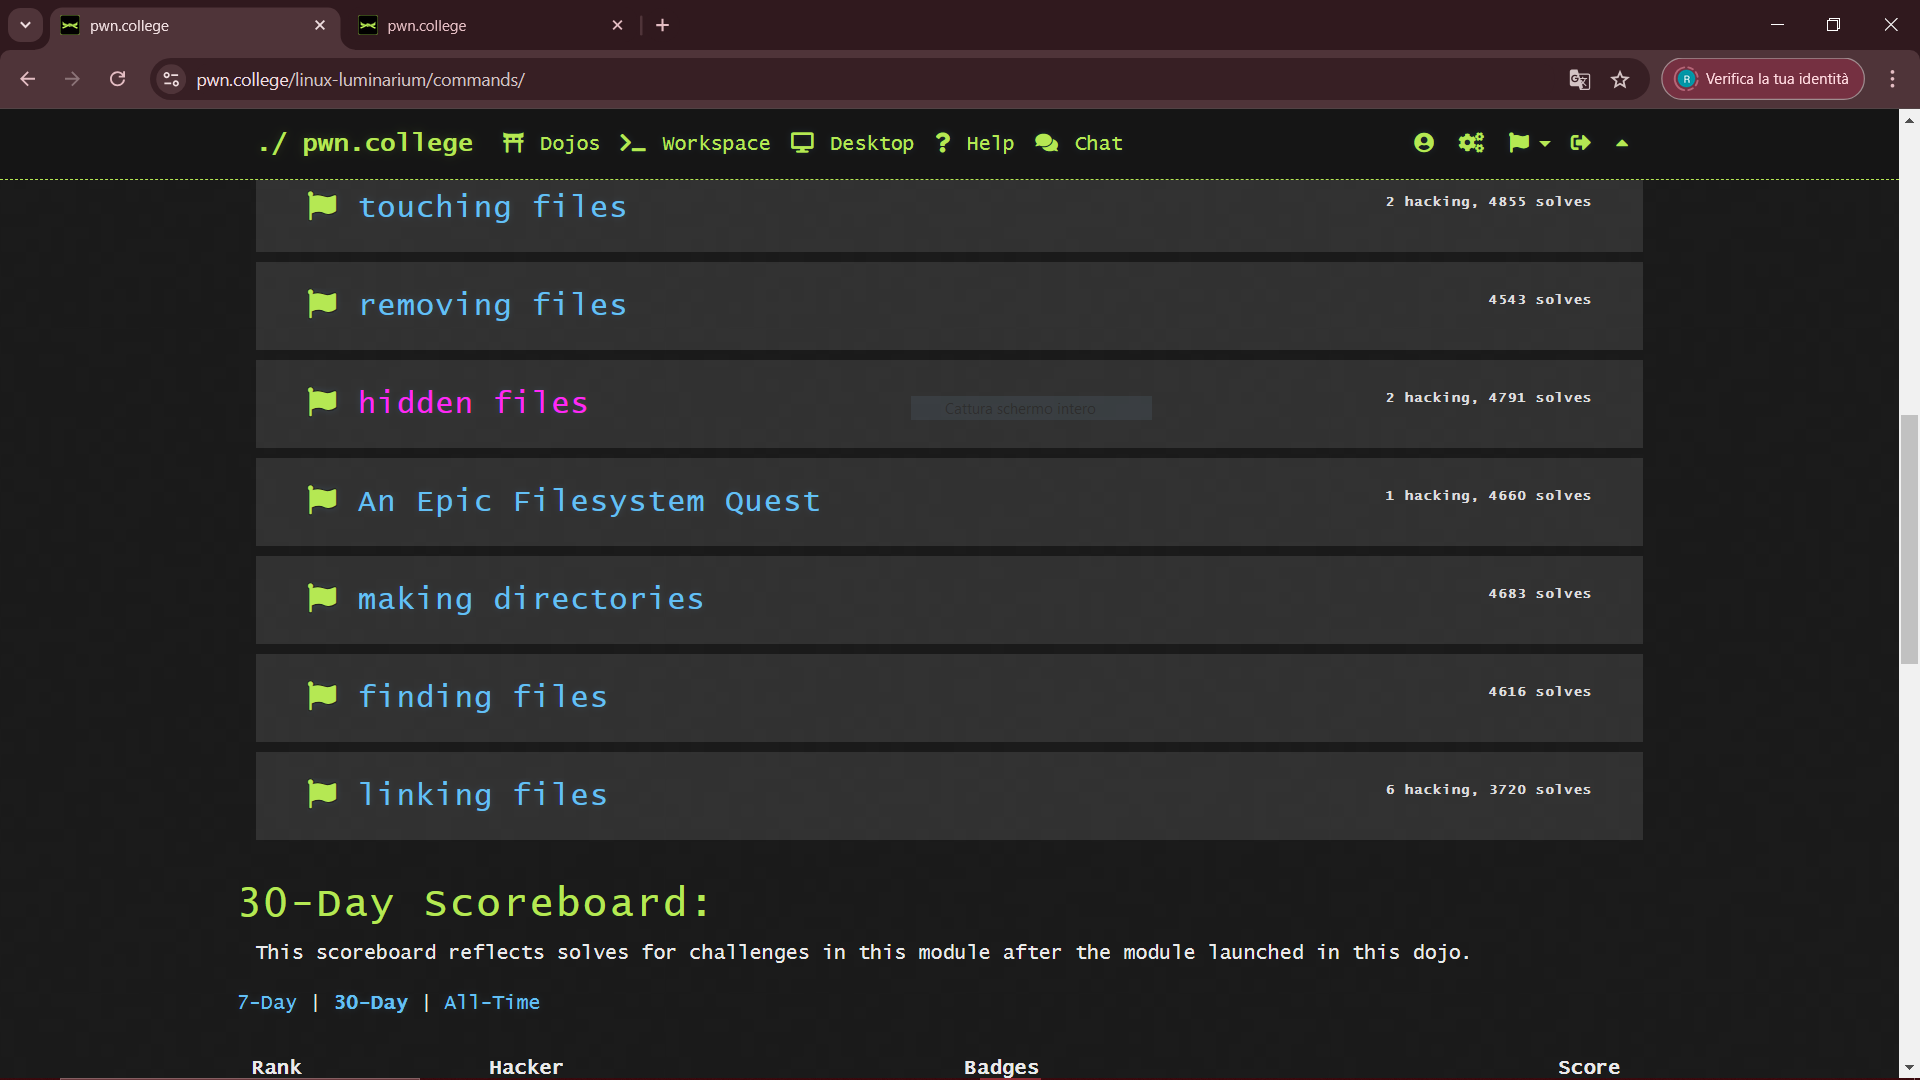 pwn.college
pwn.college
pwn.college/linux-luminarium/commands/
R
Verifica la tua identità
./ pwn.college
Dojos
Workspace
Desktop
? Help
Chat
touching files
2 hacking, 4855 solves
removing files
4543 solves
hidden files
2 hacking, 4791 solves
Cattura schermo intero
An Epic Filesystem Quest
1 hacking, 4660 solves
making directories
4683 solves
finding files
4616 solves
linking files
6 hacking, 3720 solves
30-Day Scoreboard:
This scoreboard reflects solves for challenges in this module after the module launched in this dojo.
7-Day | 30-Day | All-Time
Rank Hacker Badges Score